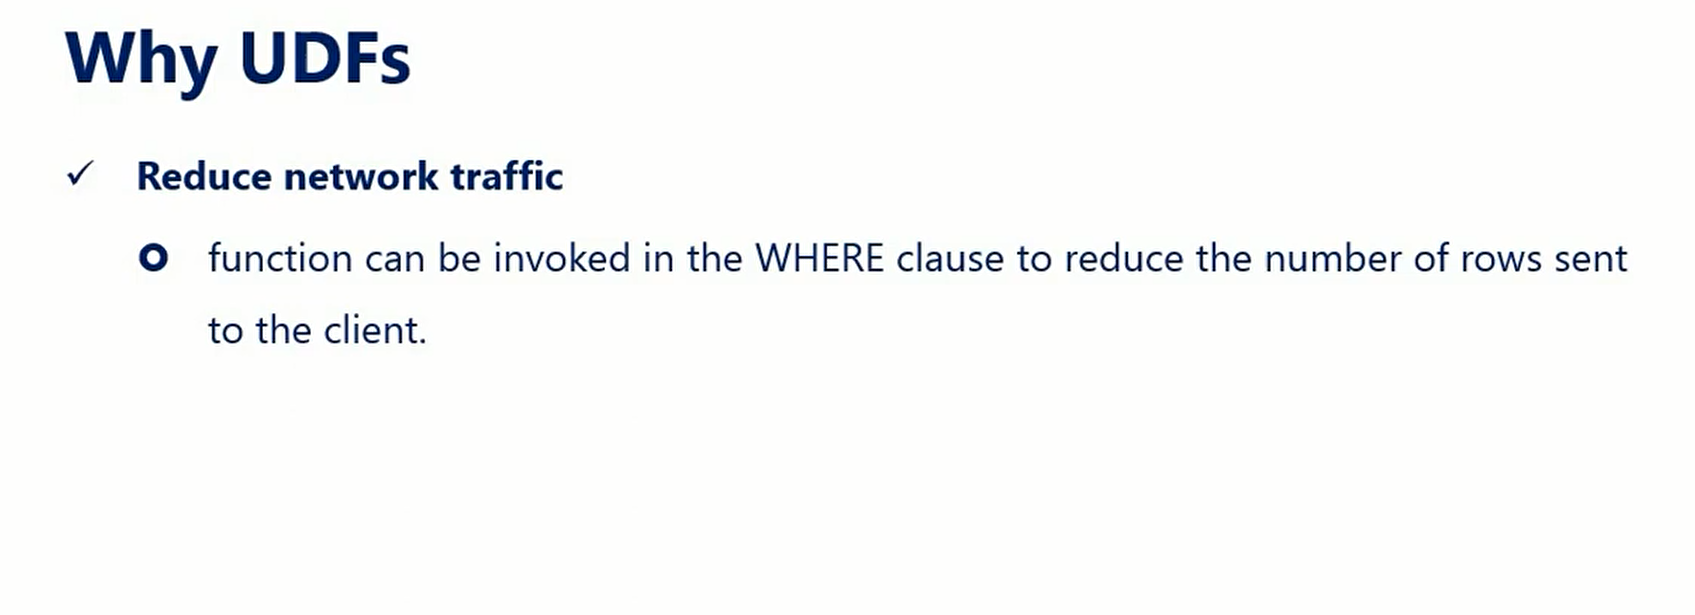 Why UDFs
✓ Reduce network traffic
function can be invoked in the WHERE clause to reduce the number of rows sent
to the client.